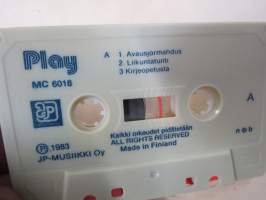 Play
MC 6018
A
1. Avausjormahdus
2. Liikuntatunti
3 Kirjeopetusta
A
℗ 1983
JP-MUSIIKKI Oy
Kaikki oikeudet pidätetään
ALL RIGHTS RESERVED
Made in Finland
n©b